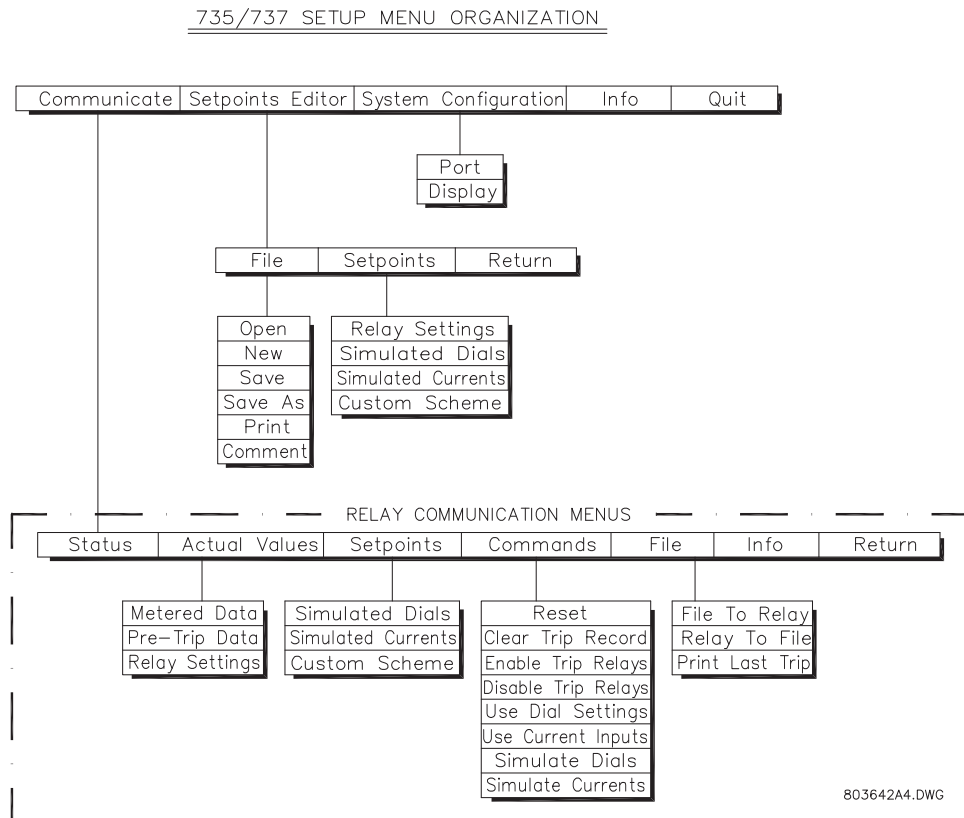 735/737 SETUP MENU ORGANIZATION
Communicate Setpoints Editor System Configuration Info Quit
Port
Display
File Setpoints Return
Open
New
Save
Save As
Print
Comment
Relay Settings
Simulated Dials
Simulated Currents
Custom Scheme
RELAY COMMUNICATION MENUS
Status Actual Values Setpoints Commands File Info Return
Metered Data
Pre-Trip Data
Relay Settings
Simulated Dials
Simulated Currents
Custom Scheme
Reset
Clear Trip Record
Enable Trip Relays
Disable Trip Relays
Use Dial Settings
Use Current Inputs
Simulate Dials
Simulate Currents
File To Relay
Relay To File
Print Last Trip
803642A4.DWG